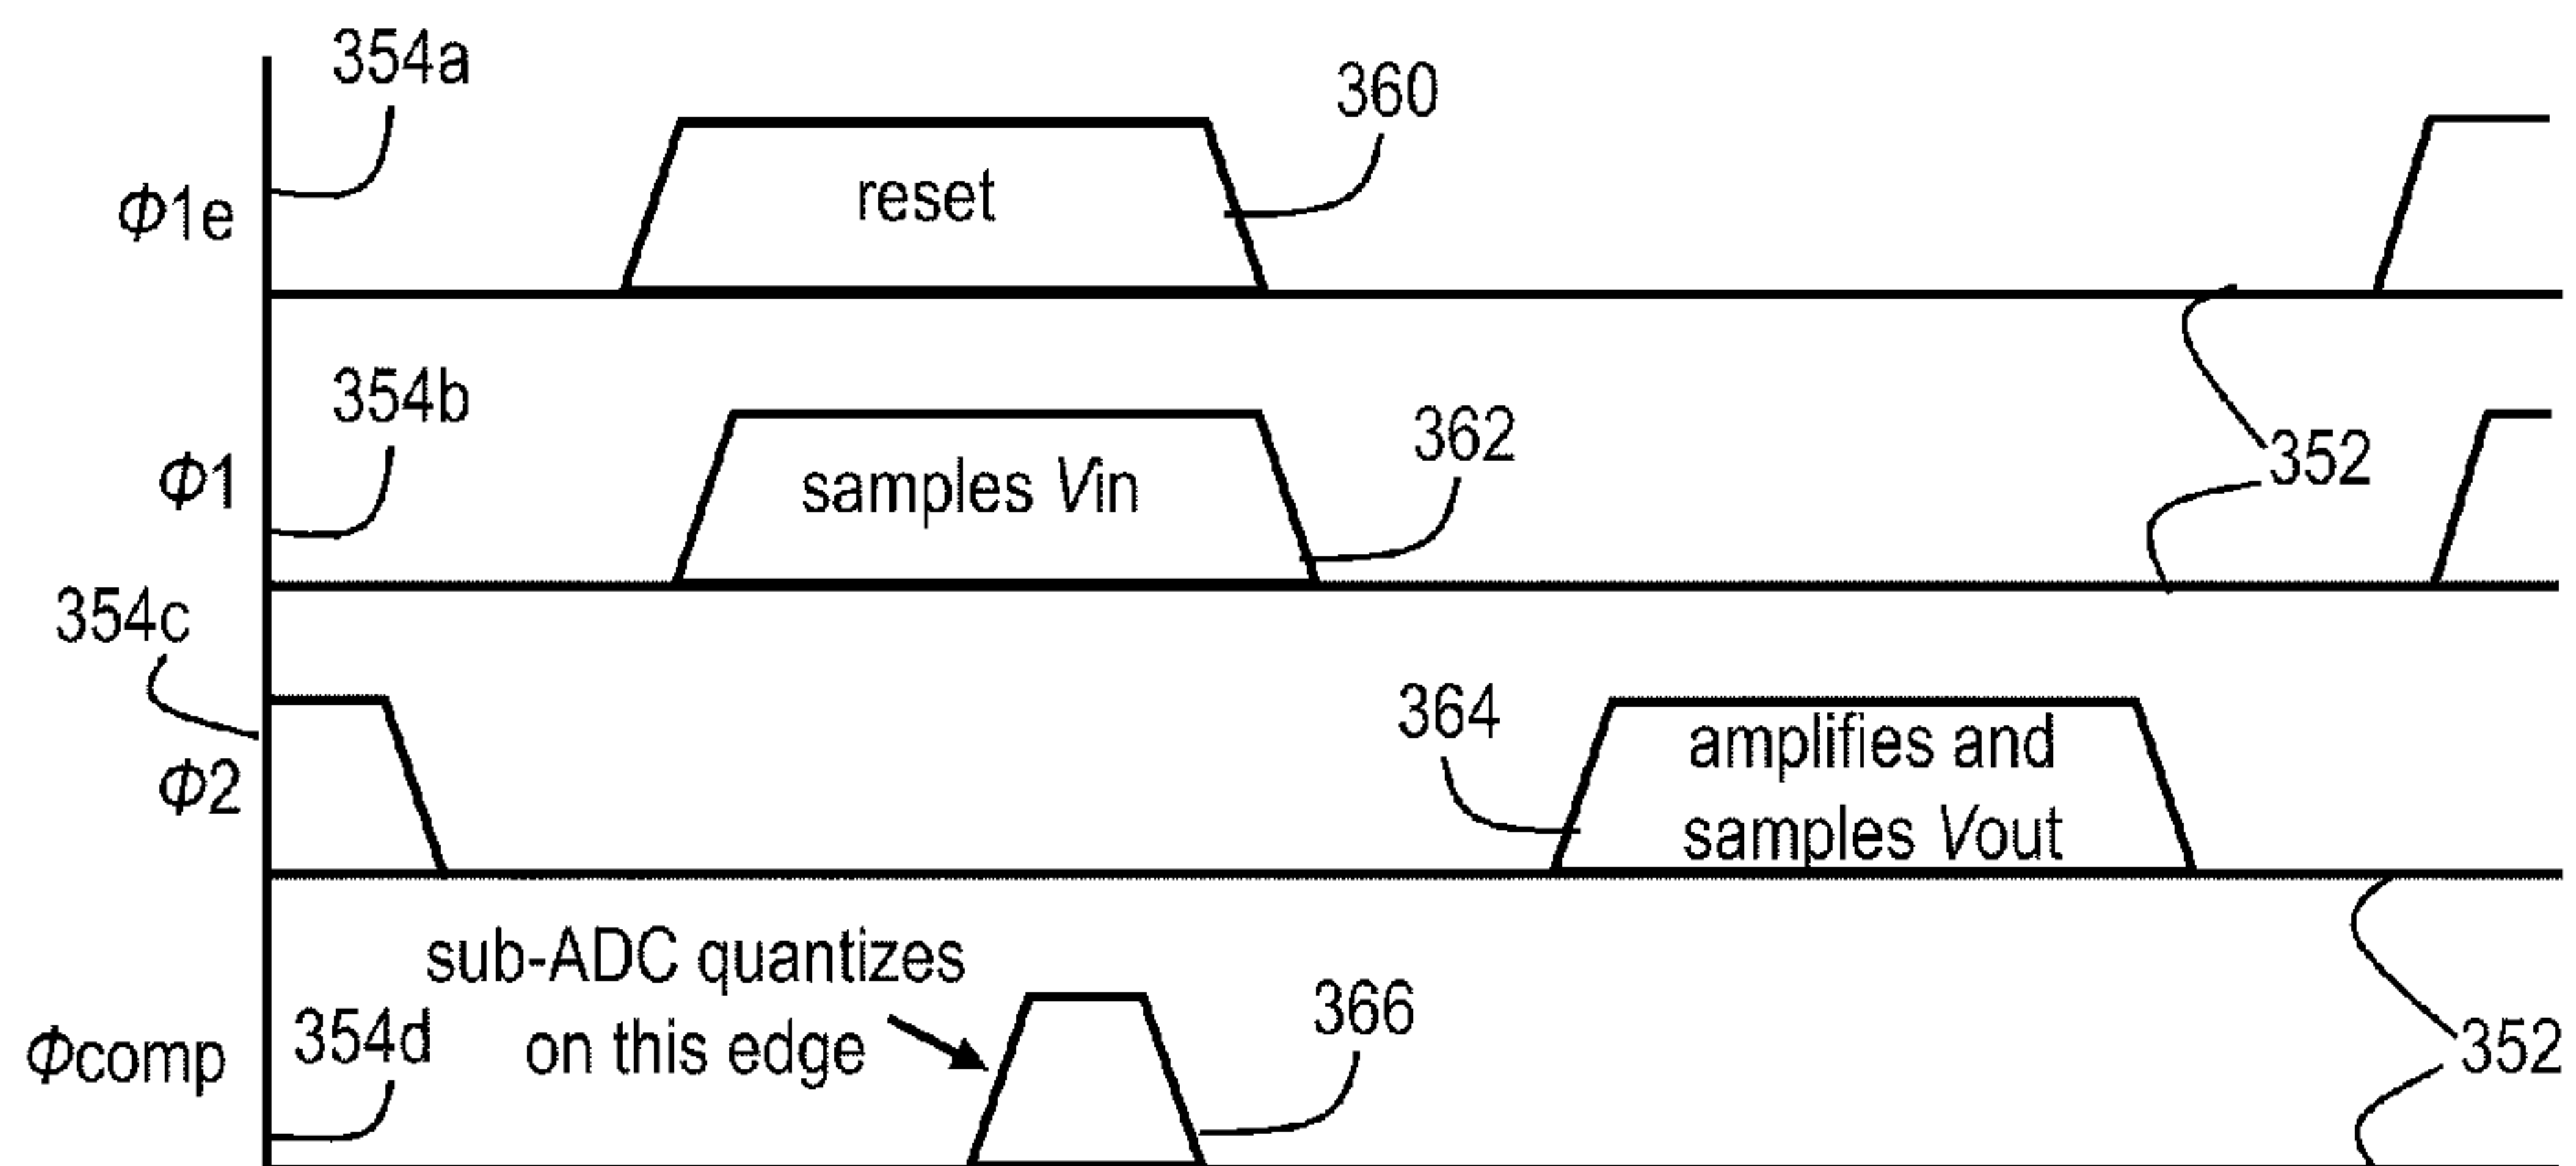 354a
360
Φ1e
reset
354b
362
Φ1
samples Vin
352
354c
364
Φ2
amplifies and
samples Vout
sub-ADC quantizes
on this edge
366
Φcomp
354d
352